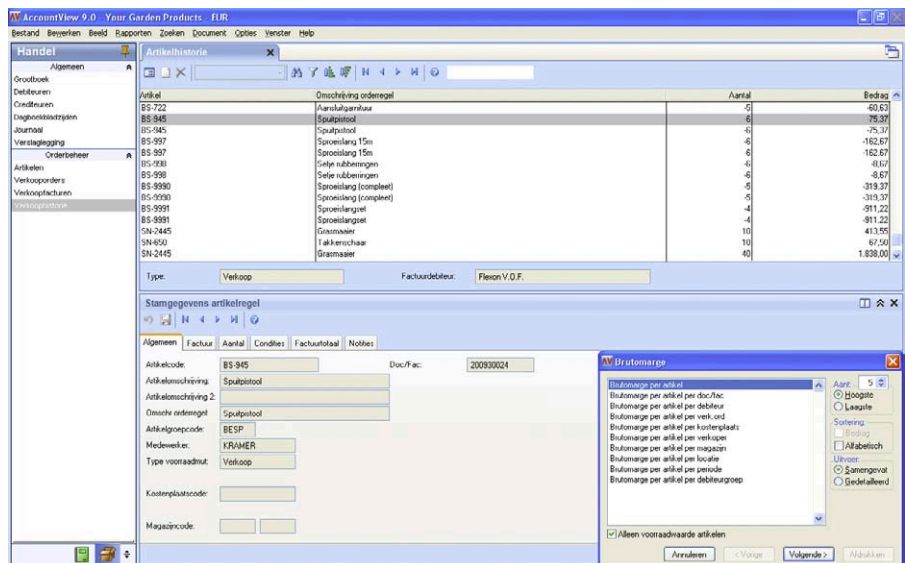 AccountView 9.0 - Your Garden Products - EUR
Bestand Bewerken Beeld Rapporten Zoeken Document Opties Venster Help
Handel
Algemeen
Grootboek
Debiteuren
Crediteuren
Dagboekbladzijden
Journaal
Verslaglegging
Orderbeheer
Artikelen
Verkooporders
Verkoopfacturen
Verkoophistorie
Artikelhistorie
Artikel Omschrijving orderregel Aantal Bedrag
BS-722 Aansluitgarnituur -5 -60,63
BS-945 Spuitpistool -6 -75,37
BS-945 Spuitpistool -6 -75,37
BS-997 Sproeislang 15m -6 -162,67
BS-997 Sproeislang 15m -6 -162,67
BS-998 Setje rubberringen -6 -8,67
BS-998 Setje rubberringen -6 -8,67
BS-9990 Sproeislang (compleet) -5 -319,37
BS-9990 Sproeislang (compleet) -5 -319,37
BS-9991 Sproeislangset -4 -911,22
BS-9991 Sproeislangset -4 -911,22
SN-2445 Grasmaaier 10 413,55
SN-650 Takkenschaar 10 67,50
SN-2445 Grasmaaier 40 1.838,00
Type: Verkoop Factuurdebiteur: Flexon V.O.F.
Stamgegevens artikelregel
Algemeen Factuur Aantal Condities Factuurtotaal Notities
Artikelcode: BS-945 Doc/Fac: 200930024
Artikelomschrijving: Spuitpistool
Artikelomschrijving 2:
Omschr orderregel: Spuitpistool
Artikelgroepcode: BESP
Medewerker: KRAMER
Type voorraadmut: Verkoop
Kostenplaatscode:
Magazijncode:
Brutomarge
Brutomarge per artikel
Brutomarge per artikel per doc/fac
Brutomarge per artikel per debiteur
Brutomarge per artikel per verk.ord
Brutomarge per artikel per kostenplaats
Brutomarge per artikel per verkoper
Brutomarge per artikel per magazijn
Brutomarge per artikel per locatie
Brutomarge per artikel per periode
Brutomarge per artikel per debiteurgroep
Aant: 5
Hoogste
Laagste
Sortering:
Bedrag
Alfabetisch
Uitvoer:
Samengevat
Gedetailleerd
Alleen voorraadwaarde artikelen
Annuleren < Vorige Volgende > Afdrukken